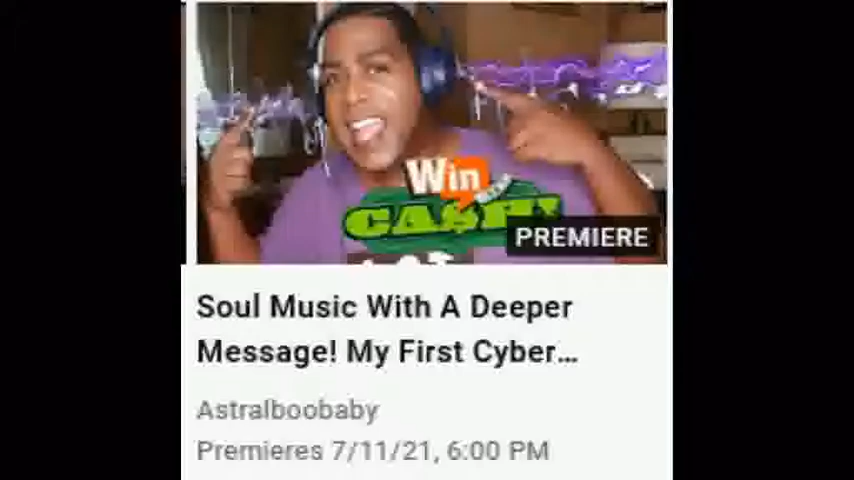 Win
CA$H!
PREMIERE
Soul Music With A Deeper
Message! My First Cyber...
Astralboobaby
Premieres 7/11/21, 6:00 PM